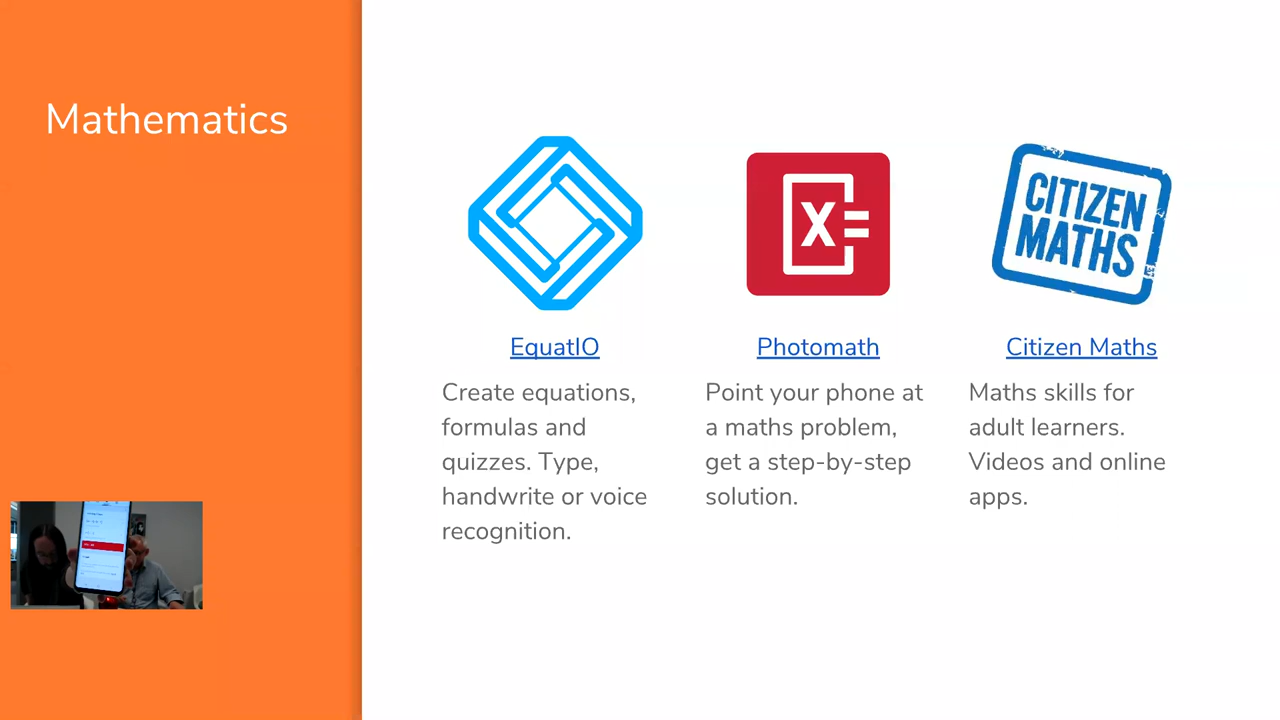 Mathematics
CITIZEN
MATHS
X=
EquatIO
Photomath
Citizen Maths
Create equations,
formulas and
quizzes. Type,
handwrite or voice
recognition.
Point your phone at
a maths problem,
get a step-by-step
solution.
Maths skills for
adult learners.
Videos and online
apps.